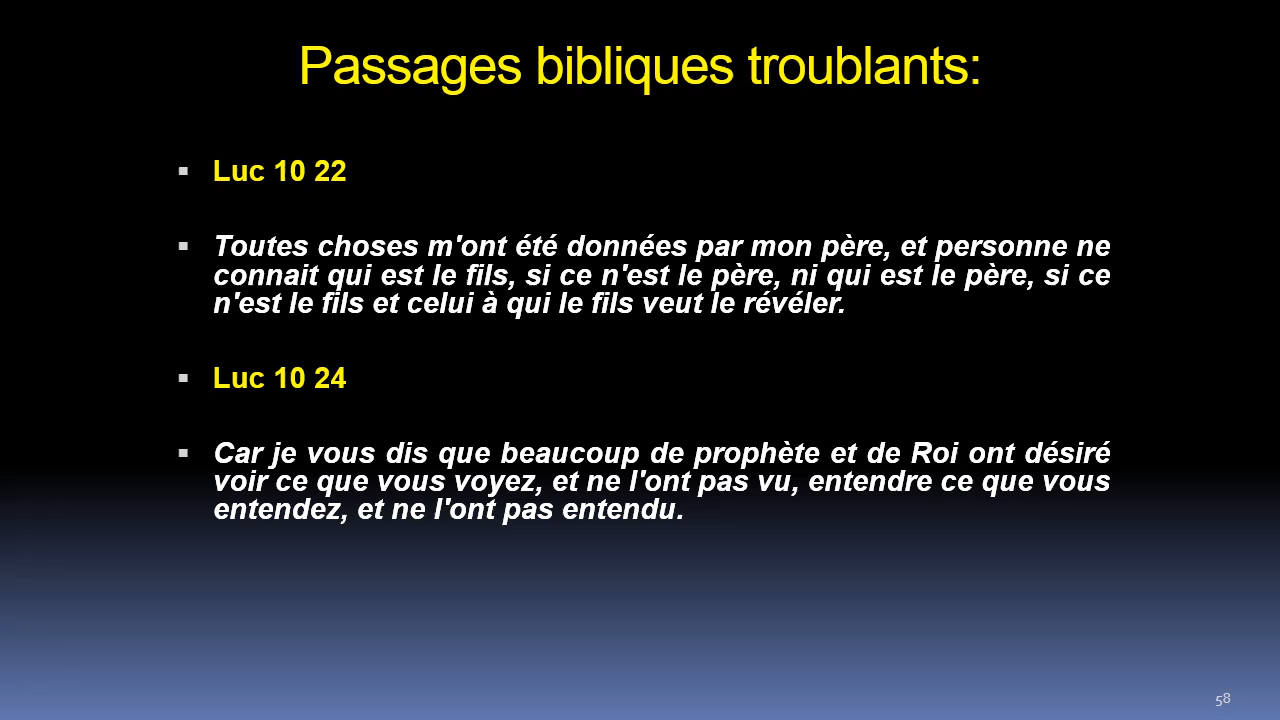 Passages bibliques troublants:
▪ Luc 10 22
▪ Toutes choses m'ont été données par mon père, et personne ne
connait qui est le fils, si ce n'est le père, ni qui est le père, si ce
n'est le fils et celui à qui le fils veut le révéler.
▪ Luc 10 24
▪ Car je vous dis que beaucoup de prophète et de Roi ont désiré
voir ce que vous voyez, et ne l'ont pas vu, entendre ce que vous
entendez, et ne l'ont pas entendu.
58